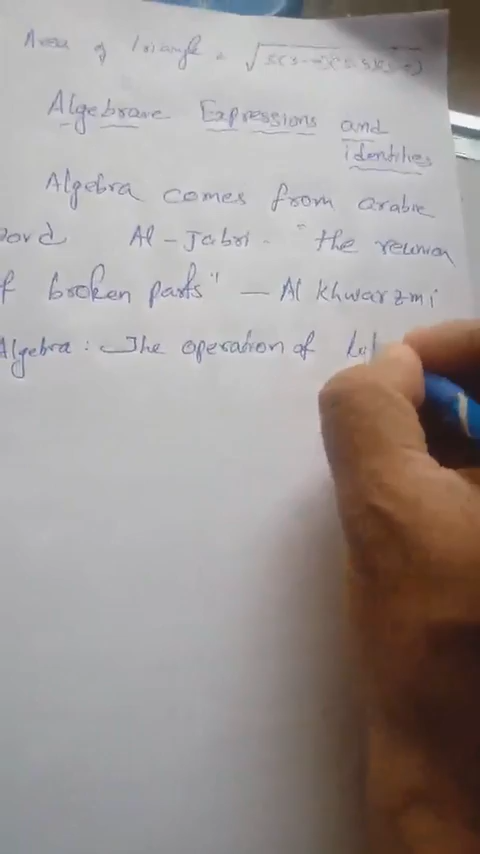 Area of triangle = √s(s-
Algebraic Expressions and
identities
Algebra comes from arabic
word Al-Jabri - "the reunion
of broken parts" — Al Khwarzmi
Algebra : The operation of